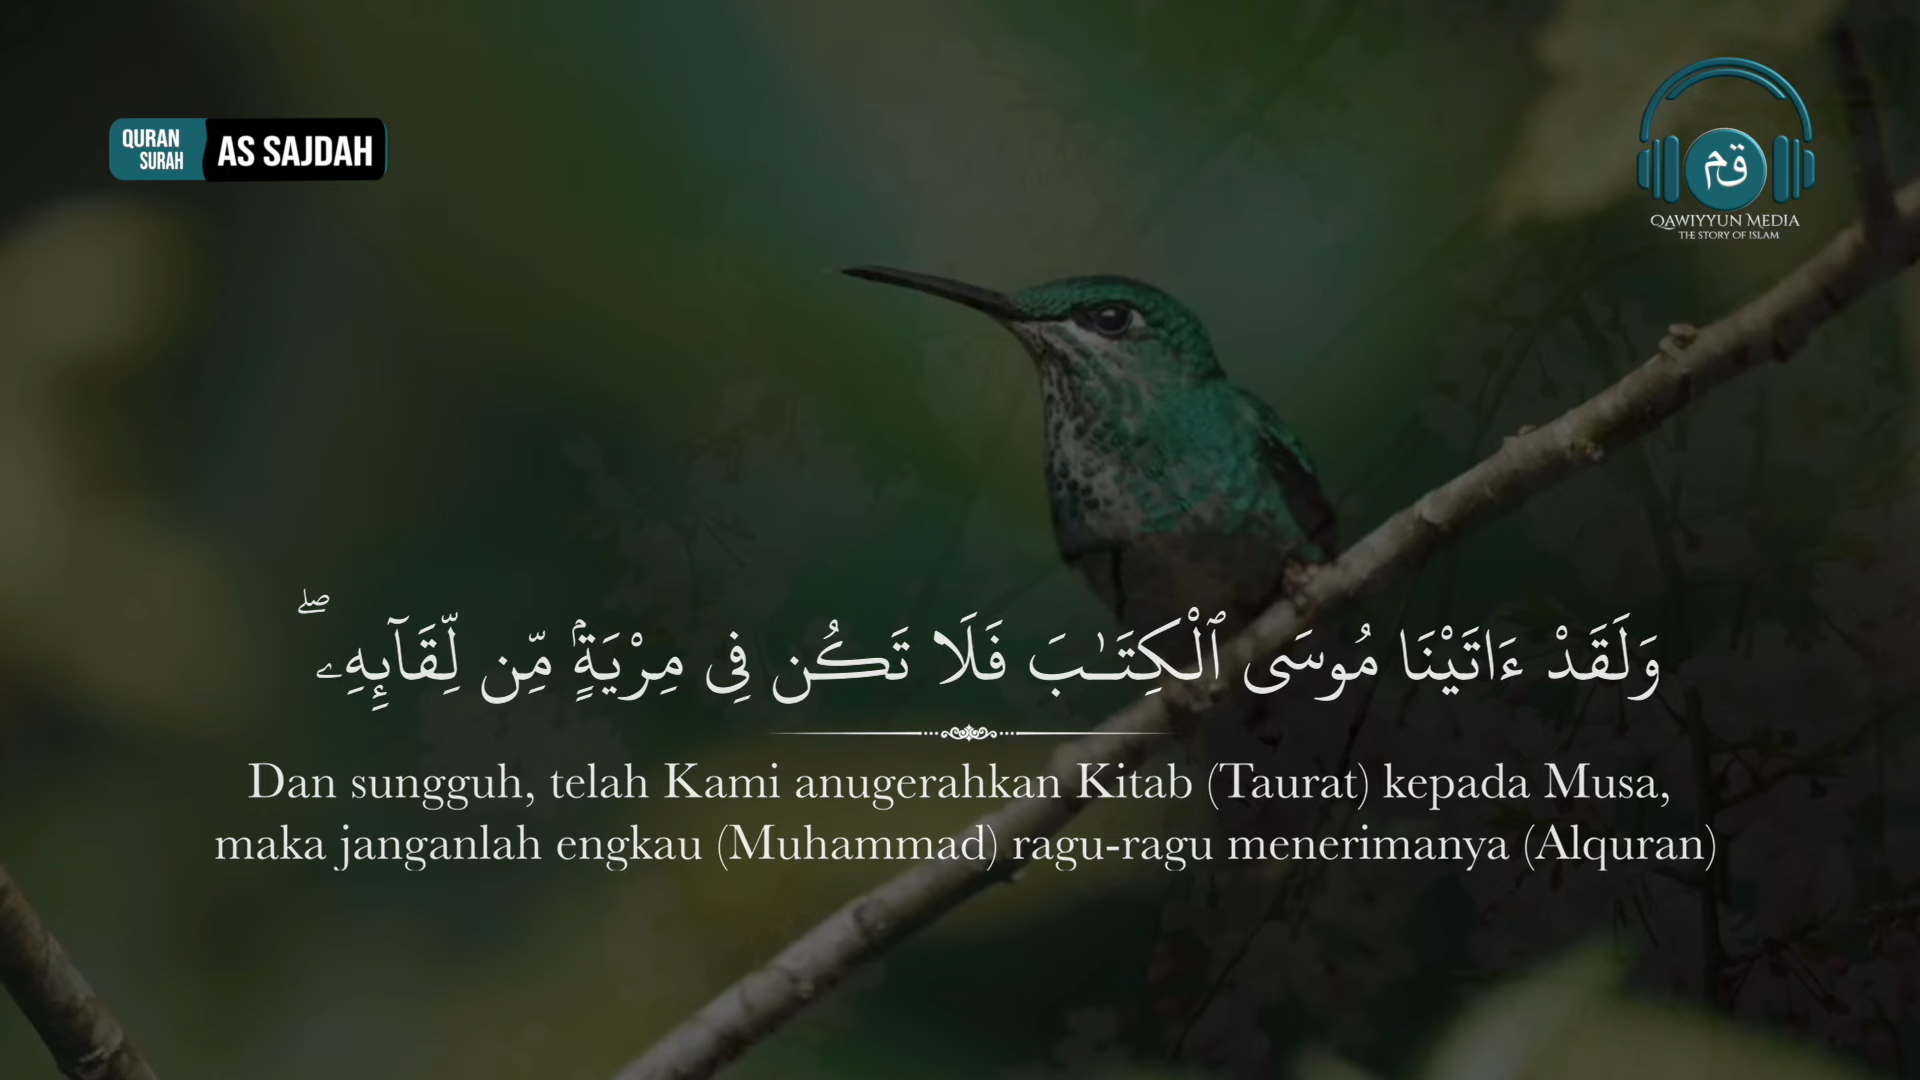 QURAN
SURAH
AS SAJDAH
قم
QAWIYYUN MEDIA
THE STORY OF ISLAM
وَلَقَدْ ءَاتَيْنَا مُوسَى ٱلْكِتَـٰبَ فَلَا تَكُن فِى مِرْيَةٍۢ مِّن لِّقَآئِهِۦ ۖ
Dan sungguh, telah Kami anugerahkan Kitab (Taurat) kepada Musa,
maka janganlah engkau (Muhammad) ragu-ragu menerimanya (Alquran)